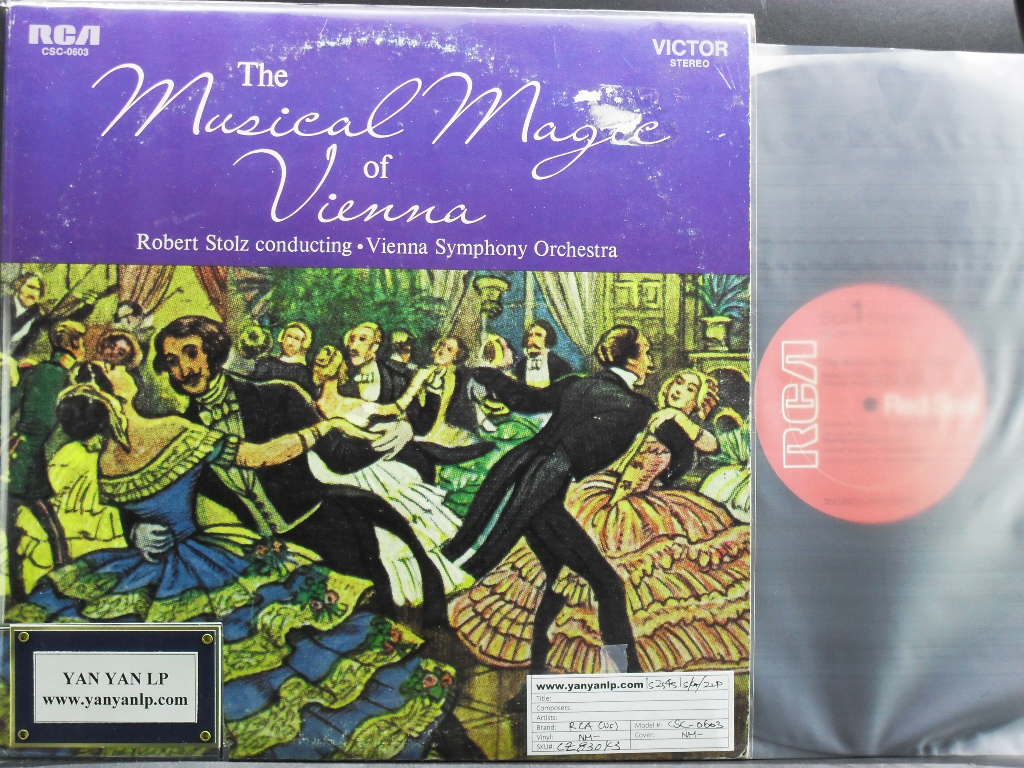 RCA
CSC-0603
VICTOR
STEREO
The
Musical Magic
of
Vienna
Robert Stolz conducting • Vienna Symphony Orchestra
1
RCA
Red Seal
YAN YAN LP
www.yanyanlp.com
www.yanyanlp.com
Title:
Composers:
Artists:
Brand: RCA Model #: CSC-0603
Vinyl: NM- Cover: NM-
SKU#: